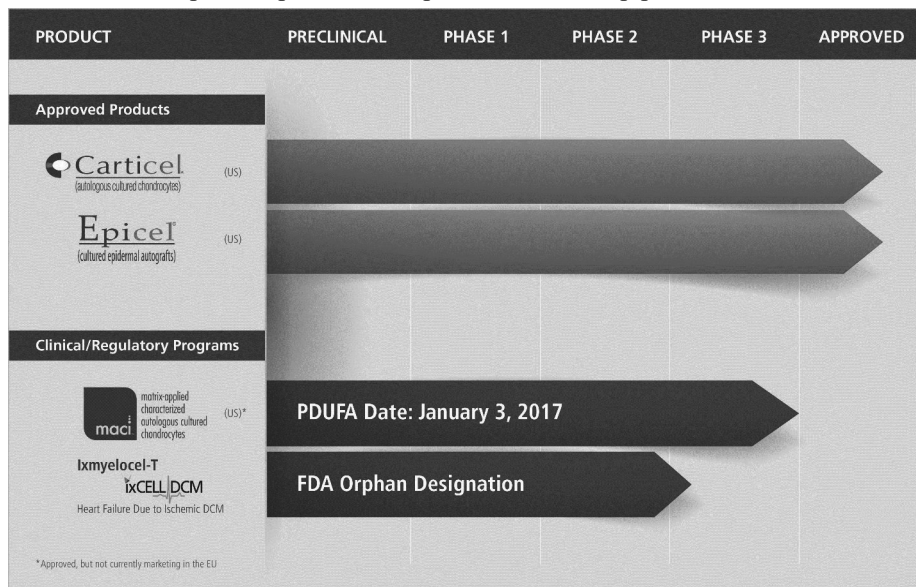 PRODUCT PRECLINICAL PHASE 1 PHASE 2 PHASE 3 APPROVED
Approved Products
Carticel
(autologous cultured chondrocytes)
(US)
Epicel
(cultured epidermal autografts)
(US)
Clinical/Regulatory Programs
maci
matrix-applied
characterized
autologous cultured
chondrocytes
(US)*
PDUFA Date: January 3, 2017
Ixmyelocel-T
ixCELL DCM
Heart Failure Due to Ischemic DCM
FDA Orphan Designation
*Approved, but not currently marketing in the EU